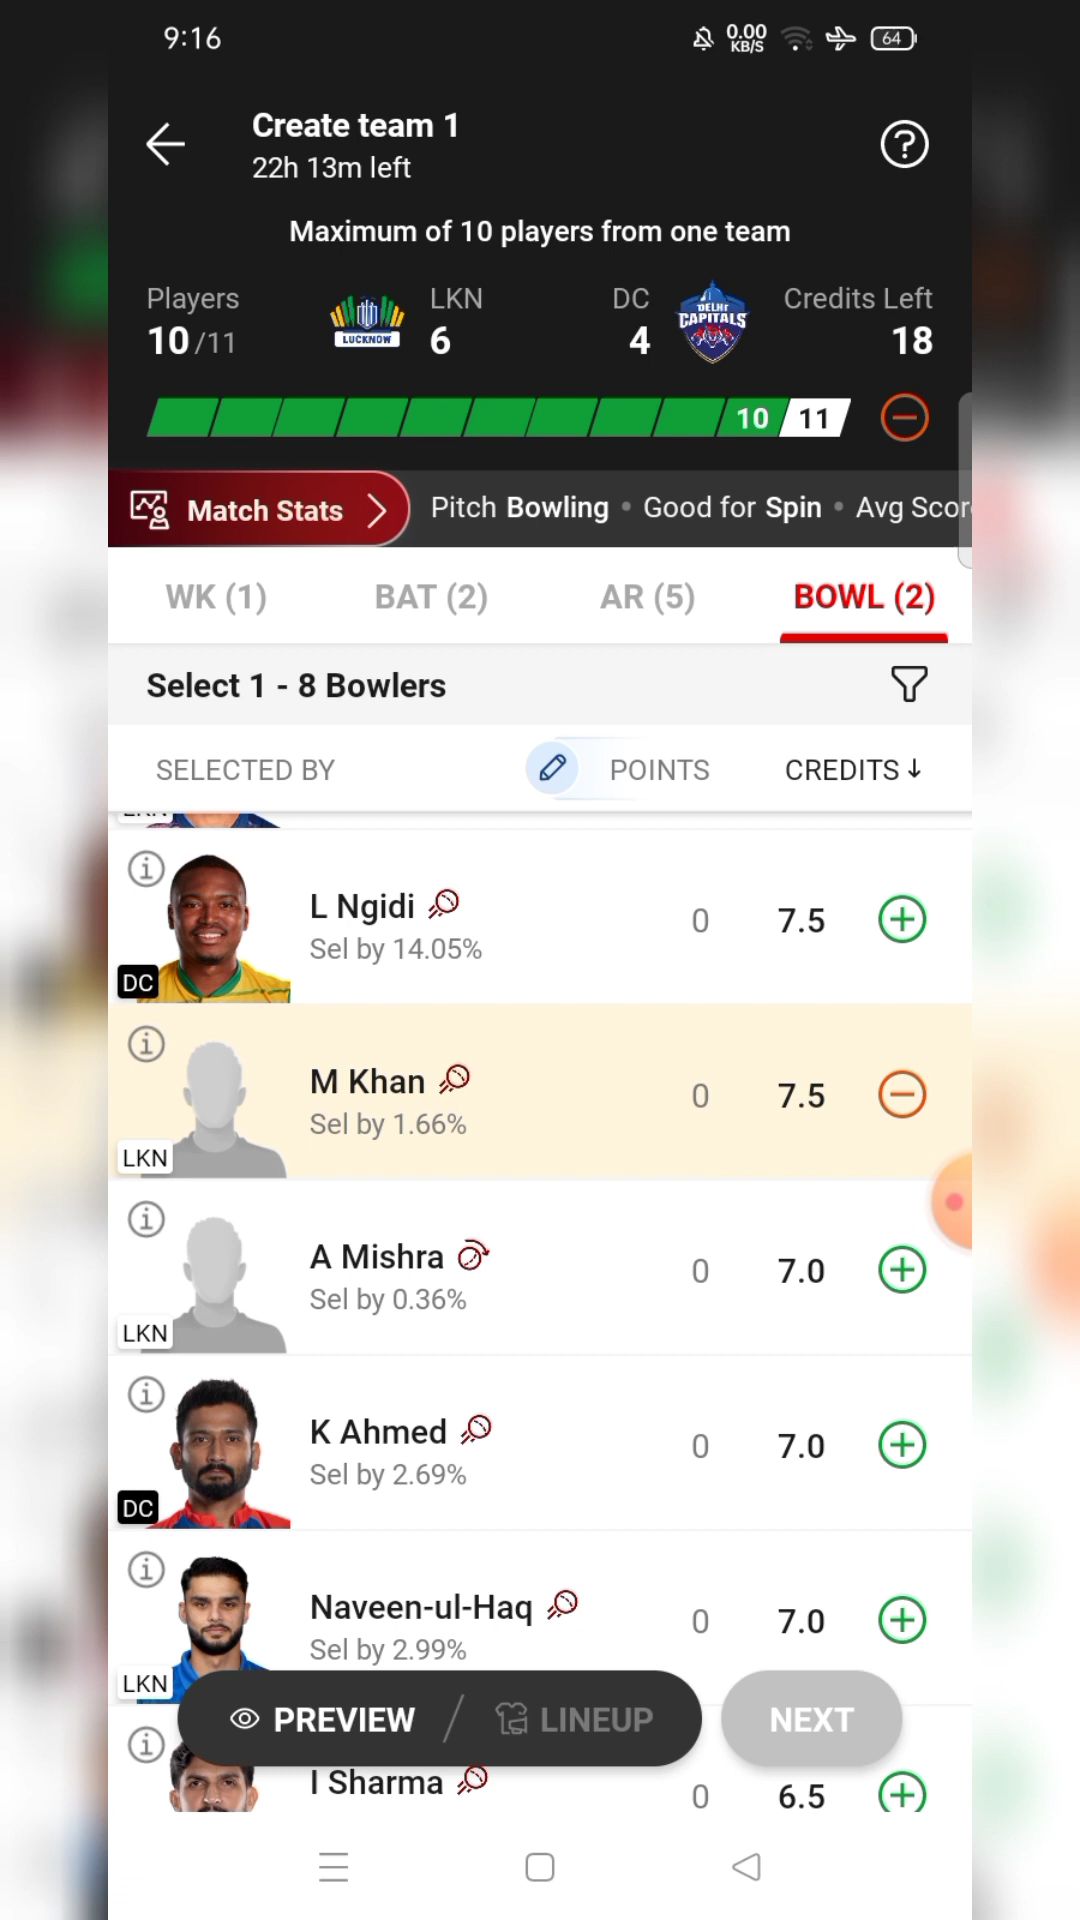 9:16
0.00
KB/S
64
Create team 1
22h 13m left
?
Maximum of 10 players from one team
Players
10/11
LUCKNOW
LKN
6
DC
4
DELHI
CAPITALS
Credits Left
18
10 11
Match Stats
Pitch Bowling • Good for Spin • Avg Scor
WK (1) BAT (2) AR (5) BOWL (2)
Select 1 - 8 Bowlers
SELECTED BY POINTS CREDITS ↓
LKN
L Ngidi
Sel by 14.05%
DC
0 7.5
M Khan
Sel by 1.66%
LKN
0 7.5
A Mishra
Sel by 0.36%
LKN
0 7.0
K Ahmed
Sel by 2.69%
DC
0 7.0
Naveen-ul-Haq
Sel by 2.99%
LKN
0 7.0
PREVIEW / LINEUP NEXT
I Sharma
0 6.5